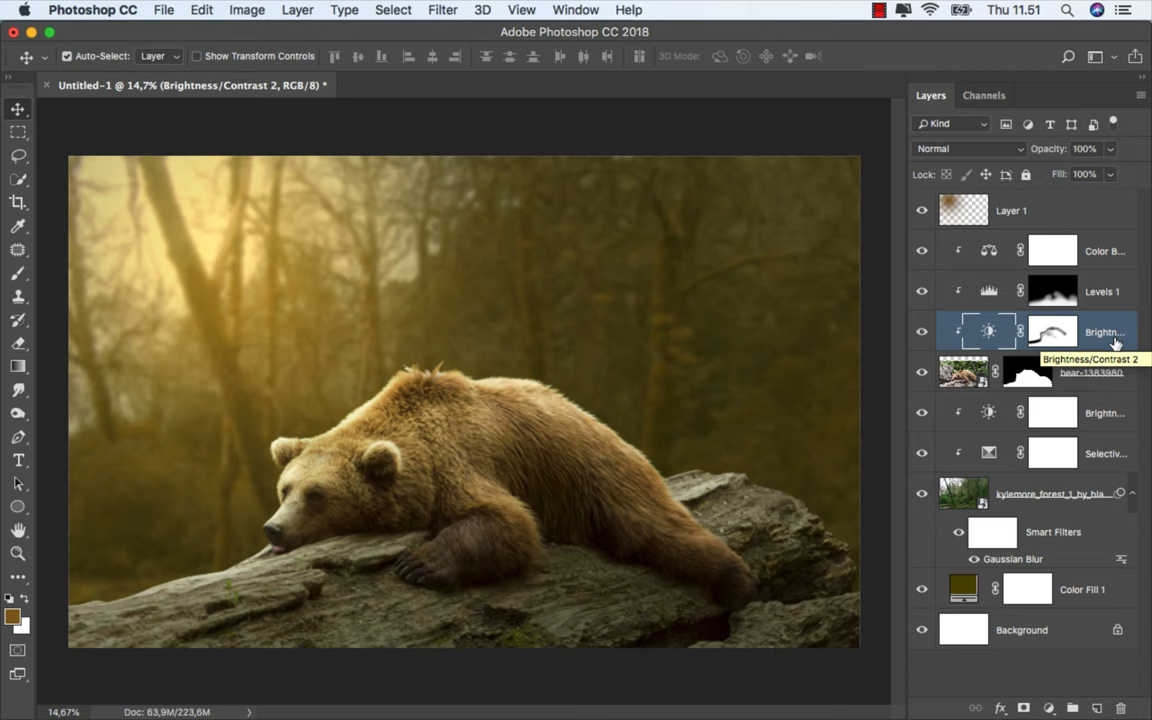 Photoshop CC File Edit Image Layer Type Select Filter 3D View Window Help Thu 11.51
Adobe Photoshop CC 2018
Auto-Select: Layer Show Transform Controls 3D Mode:
Untitled-1 @ 14,7% (Brightness/Contrast 2, RGB/8) *
Layers Channels
Kind
Normal Opacity: 100%
Lock: Fill: 100%
Layer 1
Color B...
Levels 1
Brightn...
Brightness/Contrast 2
bear-1383980
Brightn...
Selectiv...
kylemore_forest_1_by_hla...
Smart Filters
Gaussian Blur
Color Fill 1
Background
14,67% Doc: 63,9M/223,6M